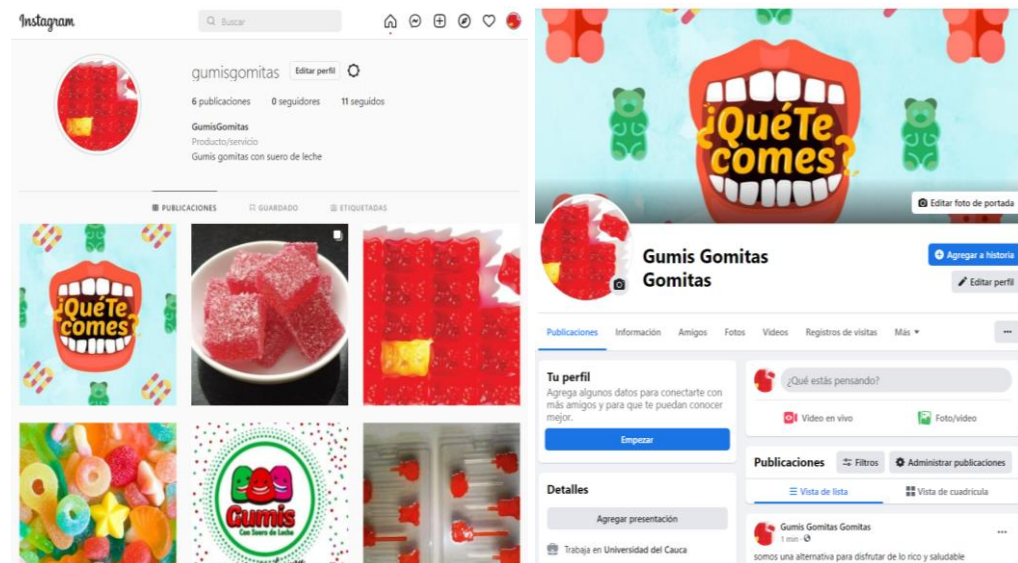 Instagram
Buscar
gumisgomitas
Editar perfil
6 publicaciones 0 seguidores 11 seguidos
GumisGomitas
Producto/servicio
Gumis gomitas con suero de leche
PUBLICACIONES
GUARDADO
ETIQUETADAS
¿QuéTe
comes?
Gumis
Con Suero de Leche
¿QuéTe
comes?
Editar foto de portada
Gumis Gomitas
Gomitas
Agregar a historia
Editar perfil
Publicaciones Información Amigos Fotos Videos Registros de visitas Más
Tu perfil
Agrega algunos datos para conectarte con
más amigos y para que te puedan conocer
mejor.
Empezar
Detalles
Agregar presentación
Trabaja en Universidad del Cauca
¿Qué estás pensando?
Video en vivo
Foto/video
Publicaciones
Filtros
Administrar publicaciones
Vista de lista
Vista de cuadrícula
Gumis Gomitas Gomitas
1 min ·
somos una alternativa para disfrutar de lo rico y saludable